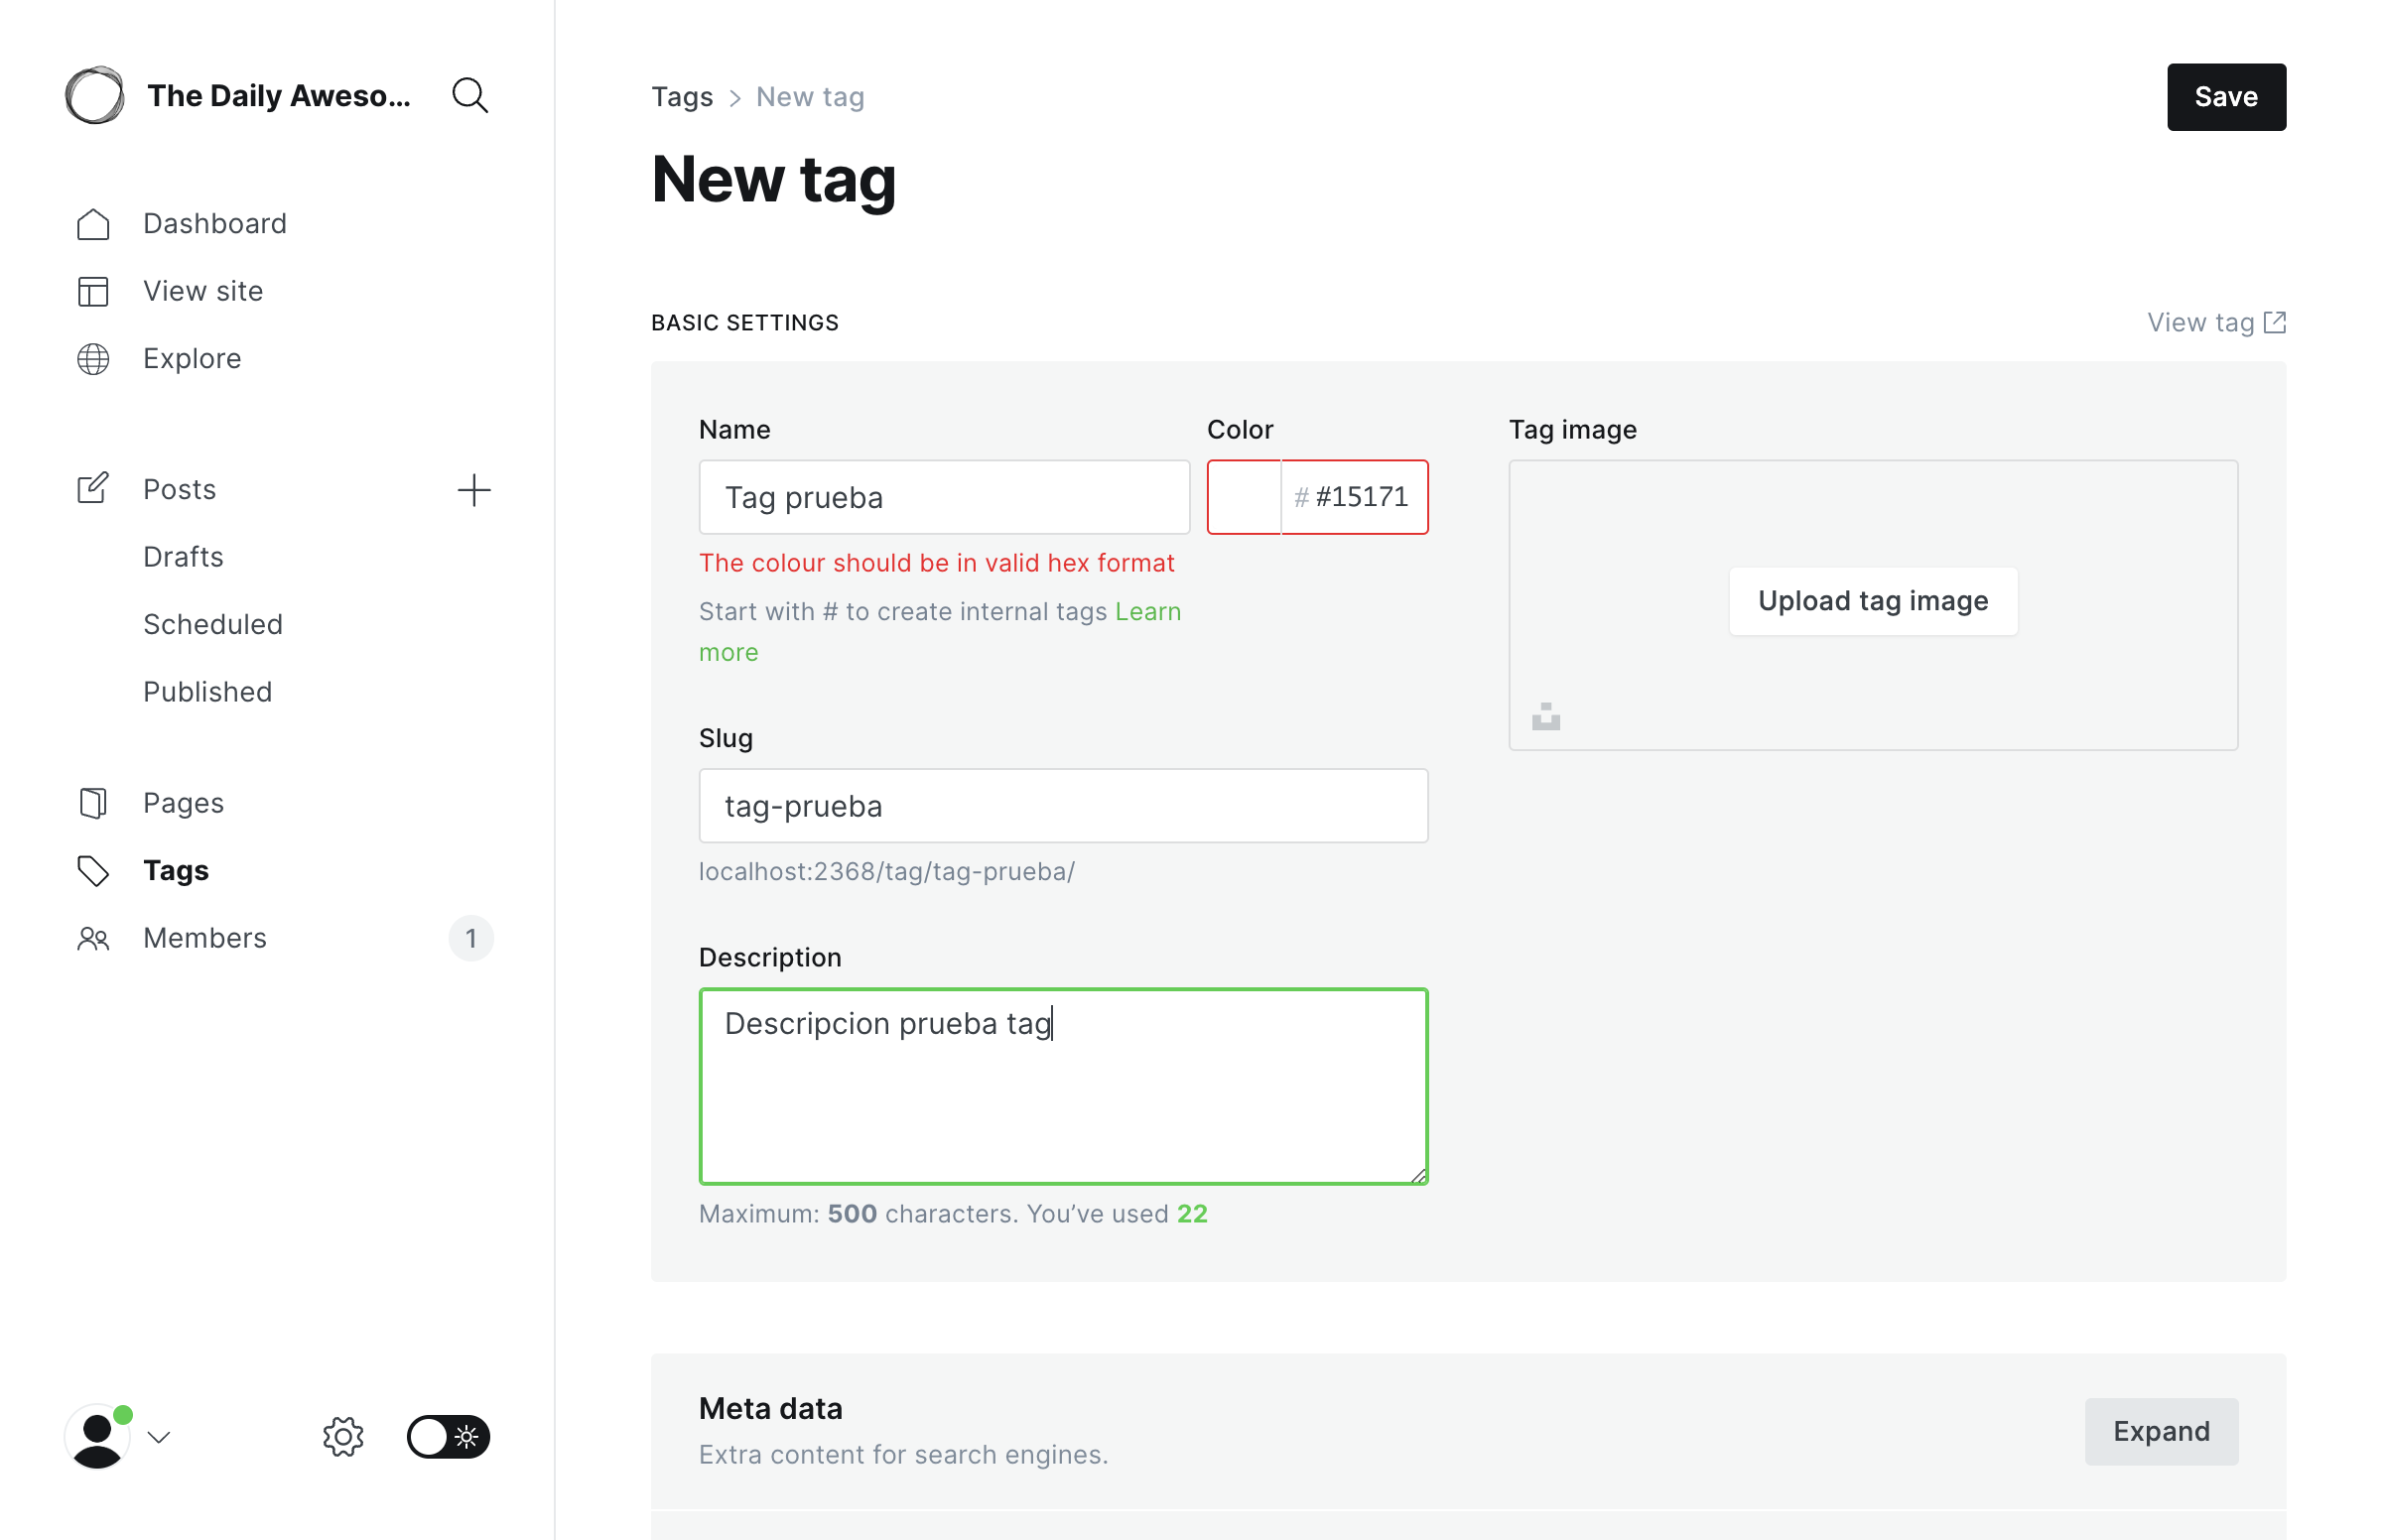 The Daily Aweso...
Dashboard
View site
Explore
Posts
Drafts
Scheduled
Published
Pages
Tags
Members 1
Tags > New tag
Save
New tag
BASIC SETTINGS
View tag
Name
Tag prueba
Color
# #15171
The colour should be in valid hex format
Start with # to create internal tags Learn
more
Slug
tag-prueba
localhost:2368/tag/tag-prueba/
Description
Descripcion prueba tag
Maximum: 500 characters. You’ve used 22
Tag image
Upload tag image
Meta data
Extra content for search engines.
Expand